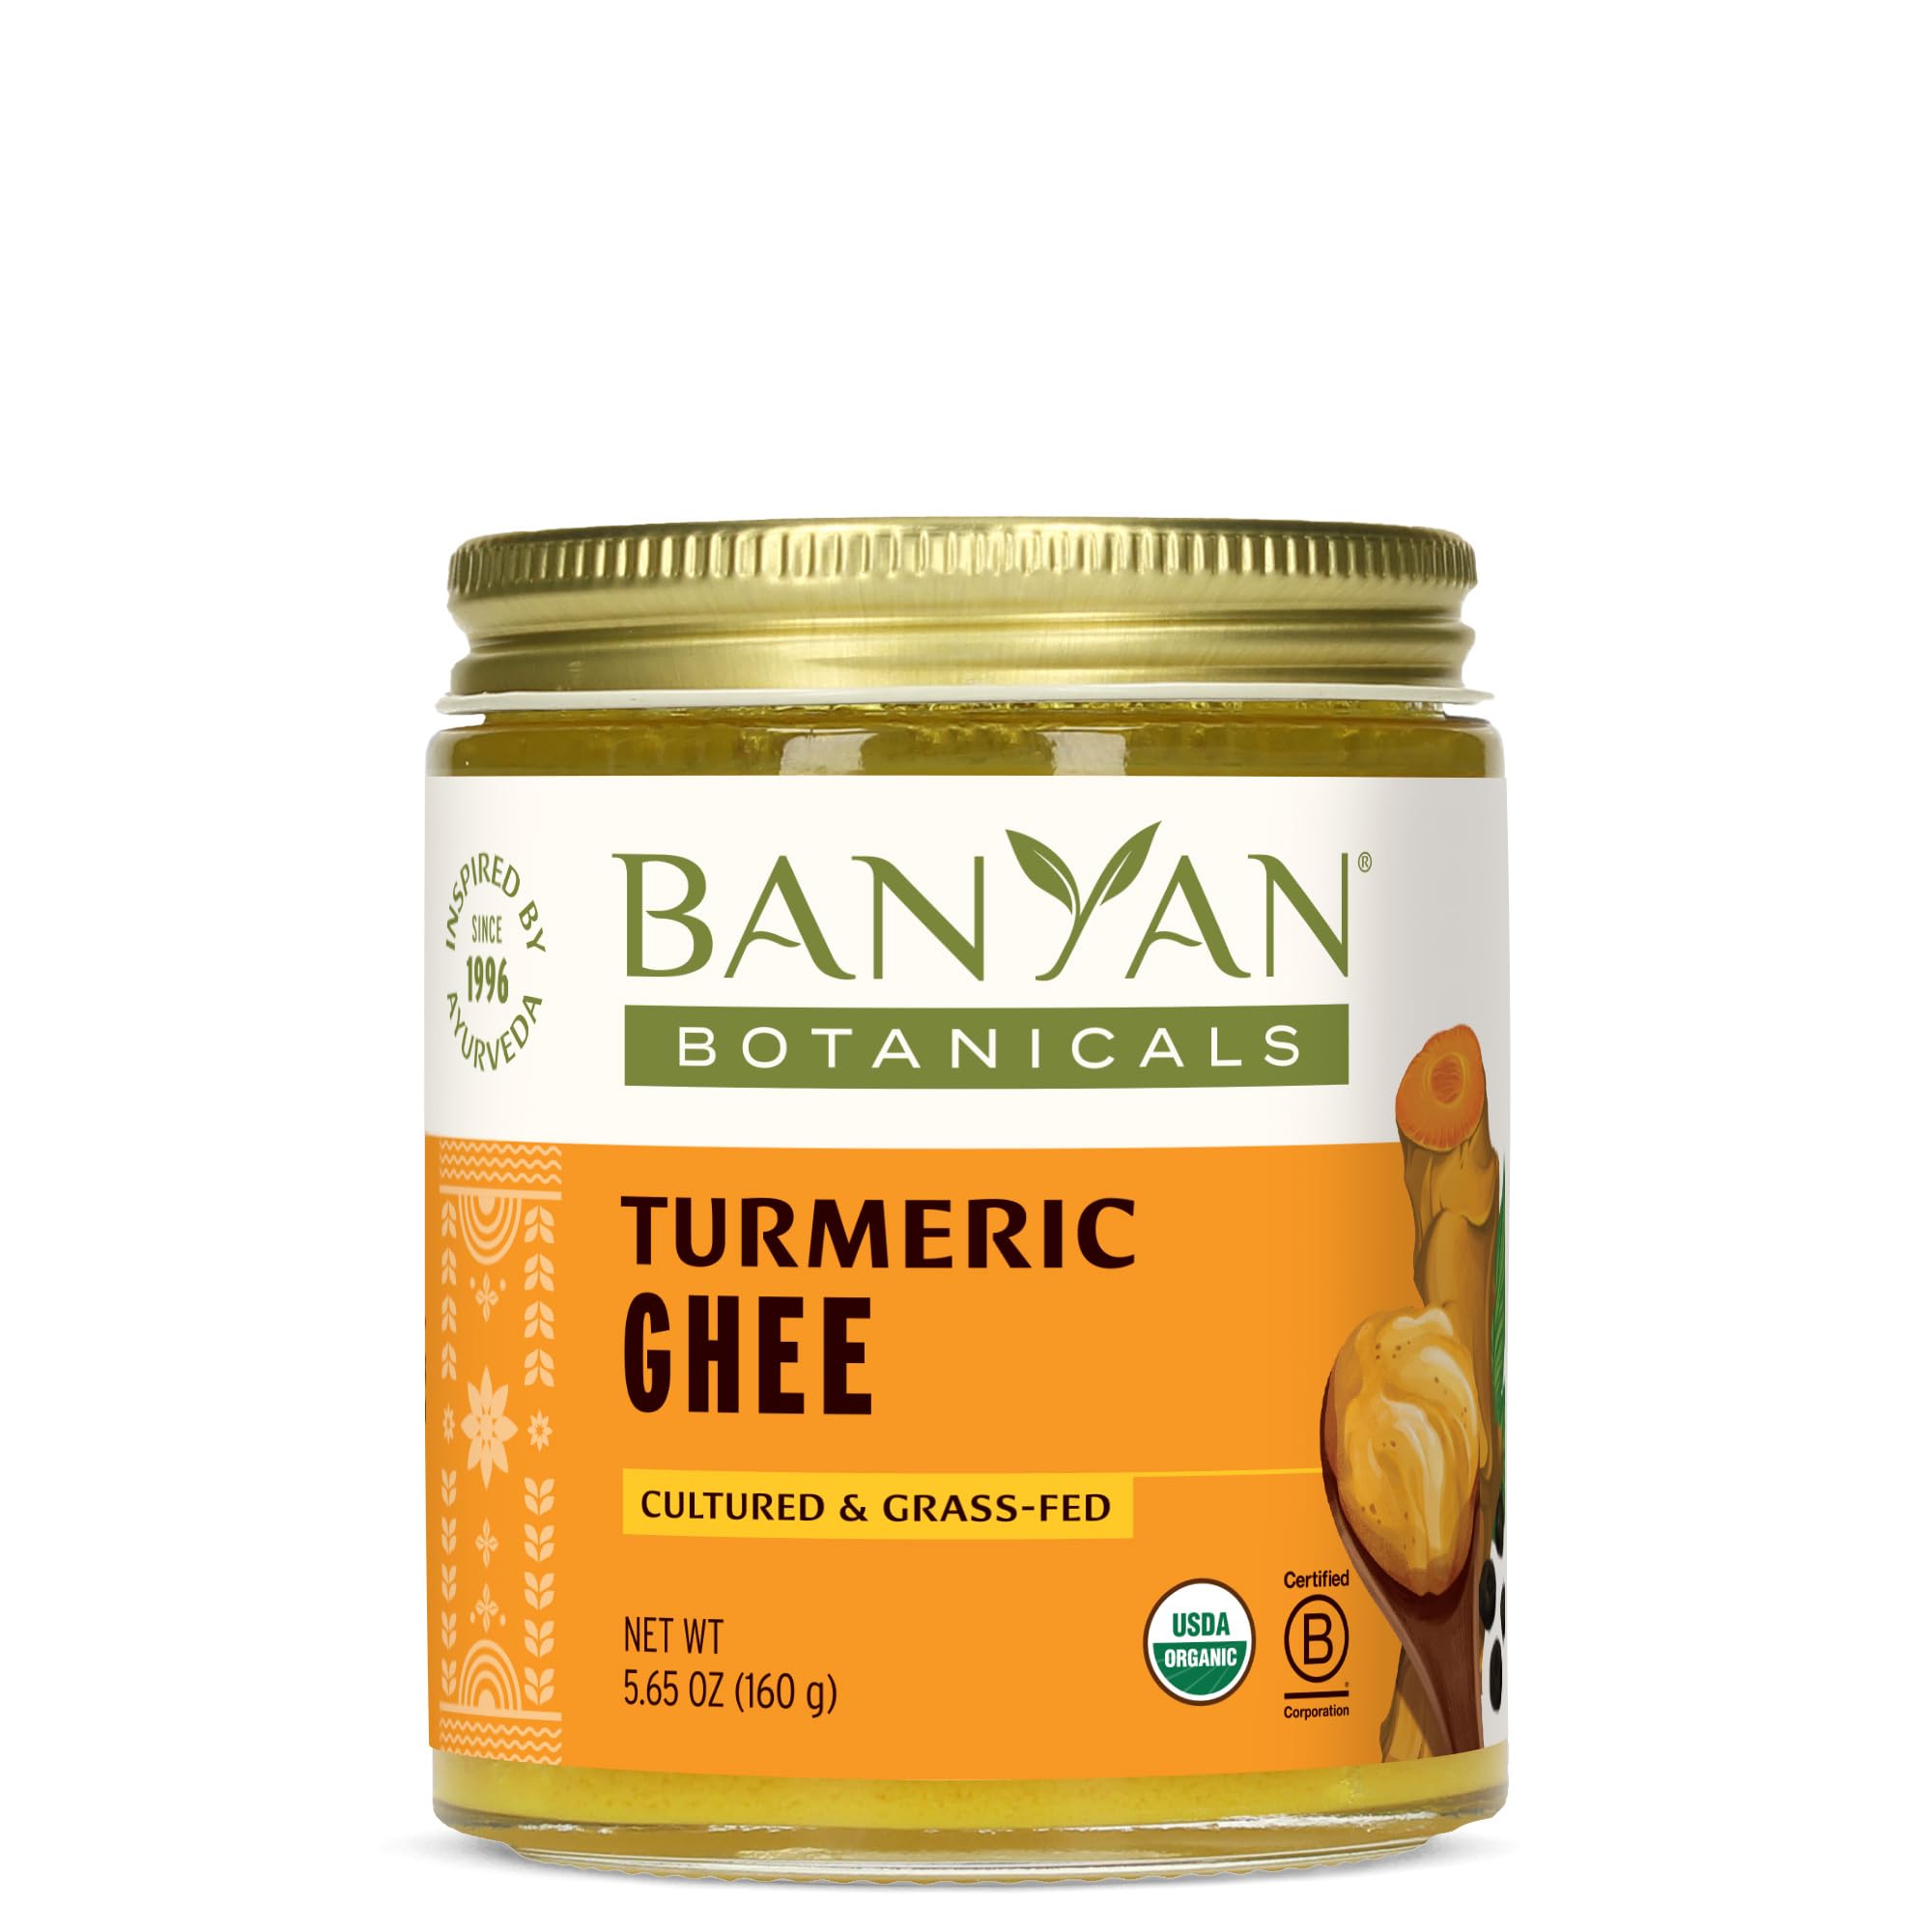 INSPIRED BY
SINCE
1996
AYURVEDA
BANYAN®
BOTANICALS
TURMERIC
GHEE
CULTURED & GRASS-FED
NET WT
5.65 OZ (160 g)
USDA
ORGANIC
Certified
B
Corporation